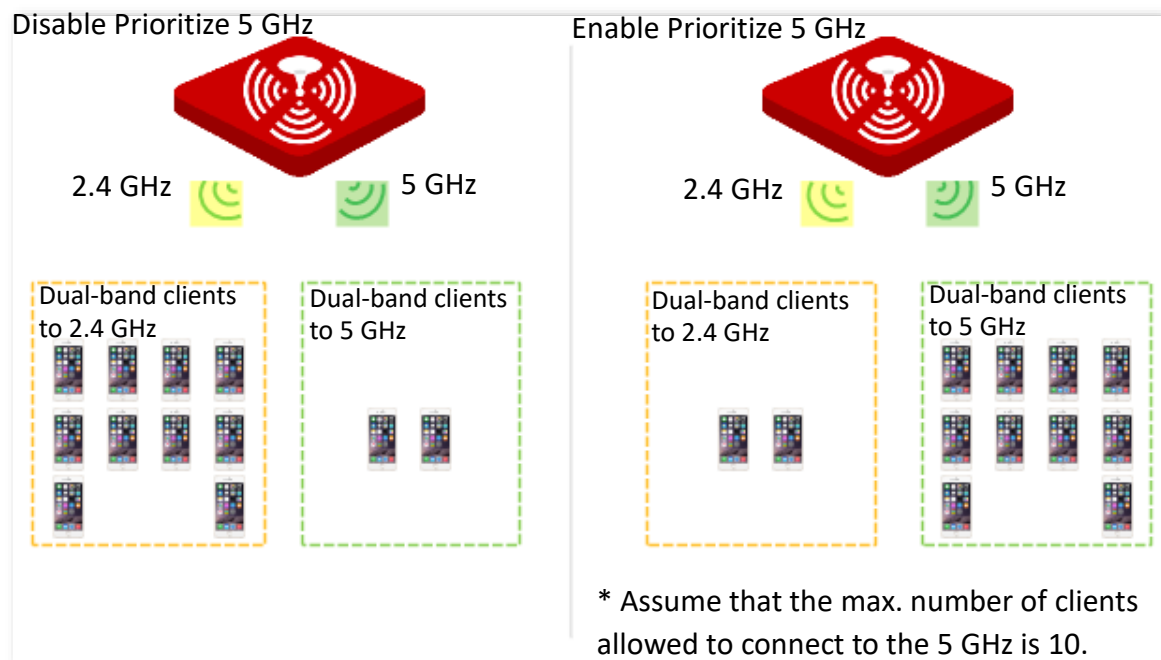 Disable Prioritize 5 GHz
2.4 GHz
5 GHz
Dual-band clients
to 2.4 GHz
Dual-band clients
to 5 GHz
Enable Prioritize 5 GHz
2.4 GHz
5 GHz
Dual-band clients
to 2.4 GHz
Dual-band clients
to 5 GHz
* Assume that the max. number of clients
allowed to connect to the 5 GHz is 10.